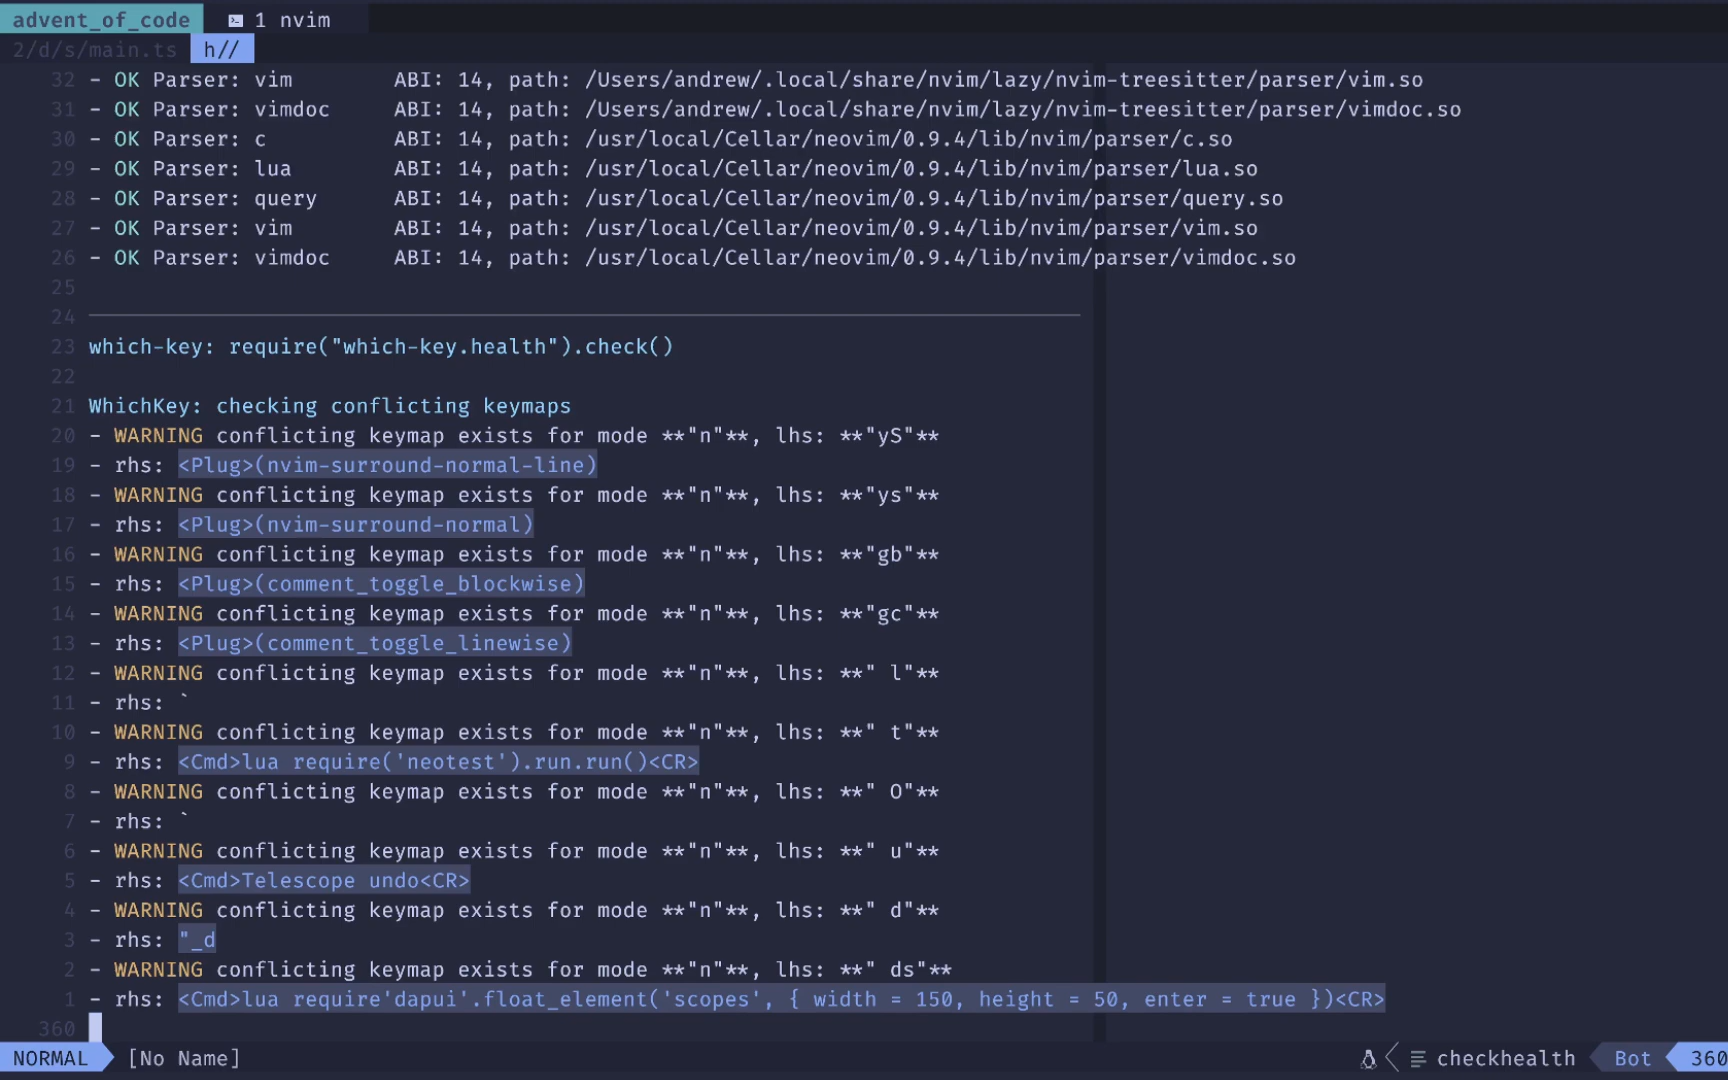 advent_of_code 1 nvim
2/d/s/main.ts h//
32 - OK Parser: vim ABI: 14, path: /Users/andrew/.local/share/nvim/lazy/nvim-treesitter/parser/vim.so
31 - OK Parser: vimdoc ABI: 14, path: /Users/andrew/.local/share/nvim/lazy/nvim-treesitter/parser/vimdoc.so
30 - OK Parser: c ABI: 14, path: /usr/local/Cellar/neovim/0.9.4/lib/nvim/parser/c.so
29 - OK Parser: lua ABI: 14, path: /usr/local/Cellar/neovim/0.9.4/lib/nvim/parser/lua.so
28 - OK Parser: query ABI: 14, path: /usr/local/Cellar/neovim/0.9.4/lib/nvim/parser/query.so
27 - OK Parser: vim ABI: 14, path: /usr/local/Cellar/neovim/0.9.4/lib/nvim/parser/vim.so
26 - OK Parser: vimdoc ABI: 14, path: /usr/local/Cellar/neovim/0.9.4/lib/nvim/parser/vimdoc.so
25
24
23 which-key: require("which-key.health").check()
22
21 WhichKey: checking conflicting keymaps
20 - WARNING conflicting keymap exists for mode **"n"**, lhs: **"yS"**
19 - rhs: <Plug>(nvim-surround-normal-line)
18 - WARNING conflicting keymap exists for mode **"n"**, lhs: **"ys"**
17 - rhs: <Plug>(nvim-surround-normal)
16 - WARNING conflicting keymap exists for mode **"n"**, lhs: **"gb"**
15 - rhs: <Plug>(comment_toggle_blockwise)
14 - WARNING conflicting keymap exists for mode **"n"**, lhs: **"gc"**
13 - rhs: <Plug>(comment_toggle_linewise)
12 - WARNING conflicting keymap exists for mode **"n"**, lhs: **" l"**
11 - rhs: `
10 - WARNING conflicting keymap exists for mode **"n"**, lhs: **" t"**
9 - rhs: <Cmd>lua require('neotest').run.run()<CR>
8 - WARNING conflicting keymap exists for mode **"n"**, lhs: **" O"**
7 - rhs: `
6 - WARNING conflicting keymap exists for mode **"n"**, lhs: **" u"**
5 - rhs: <Cmd>Telescope undo<CR>
4 - WARNING conflicting keymap exists for mode **"n"**, lhs: **" d"**
3 - rhs: "_d
2 - WARNING conflicting keymap exists for mode **"n"**, lhs: **" ds"**
1 - rhs: <Cmd>lua require'dapui'.float_element('scopes', { width = 150, height = 50, enter = true })<CR>
360
NORMAL [No Name] checkhealth Bot 360